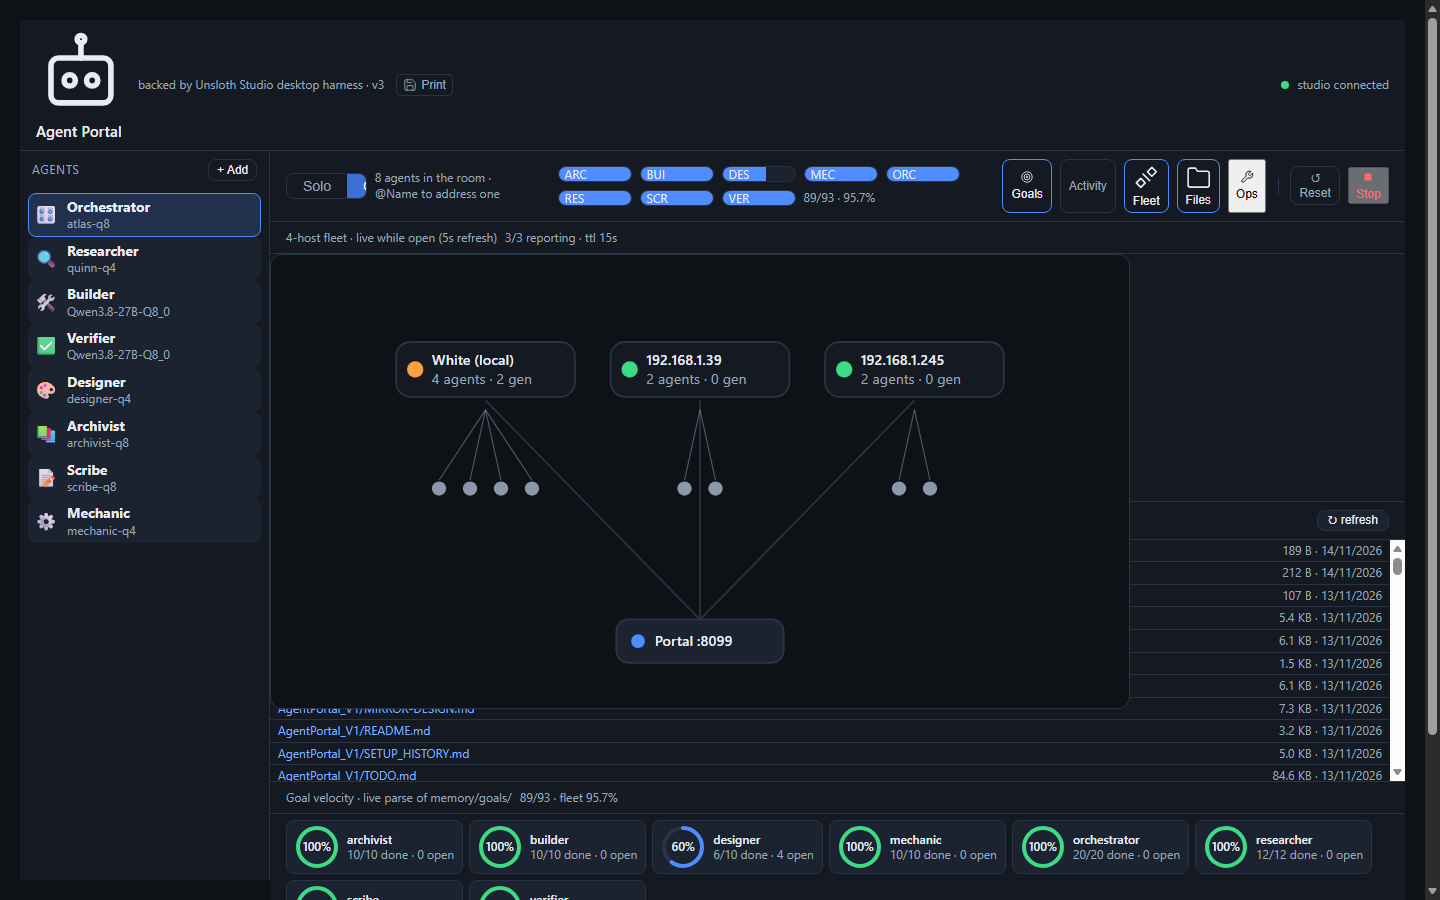 backed by Unsloth Studio desktop harness · v3
Print
studio connected
Agent Portal
AGENTS
+ Add
Orchestrator
atlas-q8
Researcher
quinn-q4
Builder
Qwen3.8-27B-Q8_0
Verifier
Qwen3.8-27B-Q8_0
Designer
designer-q4
Archivist
archivist-q8
Scribe
scribe-q8
Mechanic
mechanic-q4
Solo
8 agents in the room ·
@Name to address one
ARC BUI DES MEC ORC
RES SCR VER 89/93 · 95.7%
Goals
Activity
Fleet
Files
Ops
↺
Reset
Stop
4-host fleet · live while open (5s refresh) 3/3 reporting · ttl 15s
White (local)
4 agents · 2 gen
192.168.1.39
2 agents · 0 gen
192.168.1.245
2 agents · 0 gen
Portal :8099
↻ refresh
189 B · 14/11/2026
212 B · 14/11/2026
107 B · 13/11/2026
5.4 KB · 13/11/2026
6.1 KB · 13/11/2026
1.5 KB · 13/11/2026
6.1 KB · 13/11/2026
AgentPortal_V1/MIRROR-DESIGN.md 7.3 KB · 13/11/2026
AgentPortal_V1/README.md 3.2 KB · 13/11/2026
AgentPortal_V1/SETUP_HISTORY.md 5.0 KB · 13/11/2026
AgentPortal_V1/TODO.md 84.6 KB · 13/11/2026
Goal velocity · live parse of memory/goals/ 89/93 · fleet 95.7%
100%
archivist
10/10 done · 0 open
100%
builder
10/10 done · 0 open
60%
designer
6/10 done · 4 open
100%
mechanic
10/10 done · 0 open
100%
orchestrator
20/20 done · 0 open
100%
researcher
12/12 done · 0 open
scribe
verifier